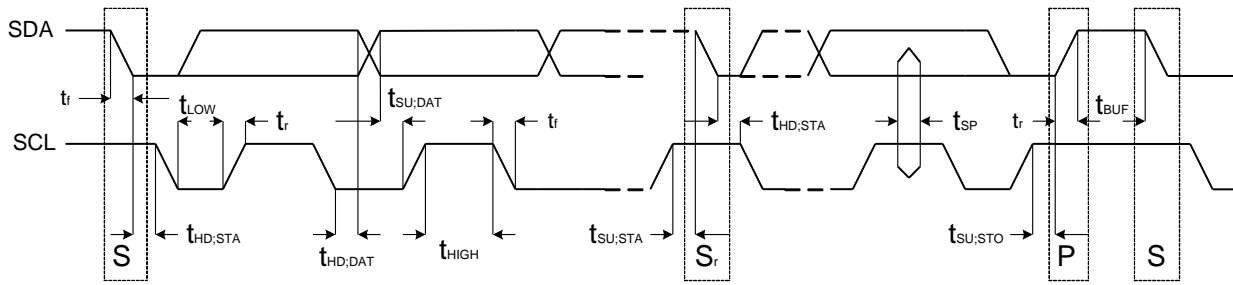 SDA
tf
tLOW
tr
tSU;DAT
tf
tHD;STA
tSP
tr
tBUF
SCL
S
tHD;STA
tHD;DAT
tHIGH
tSU;STA
Sr
tSU;STO
P
S